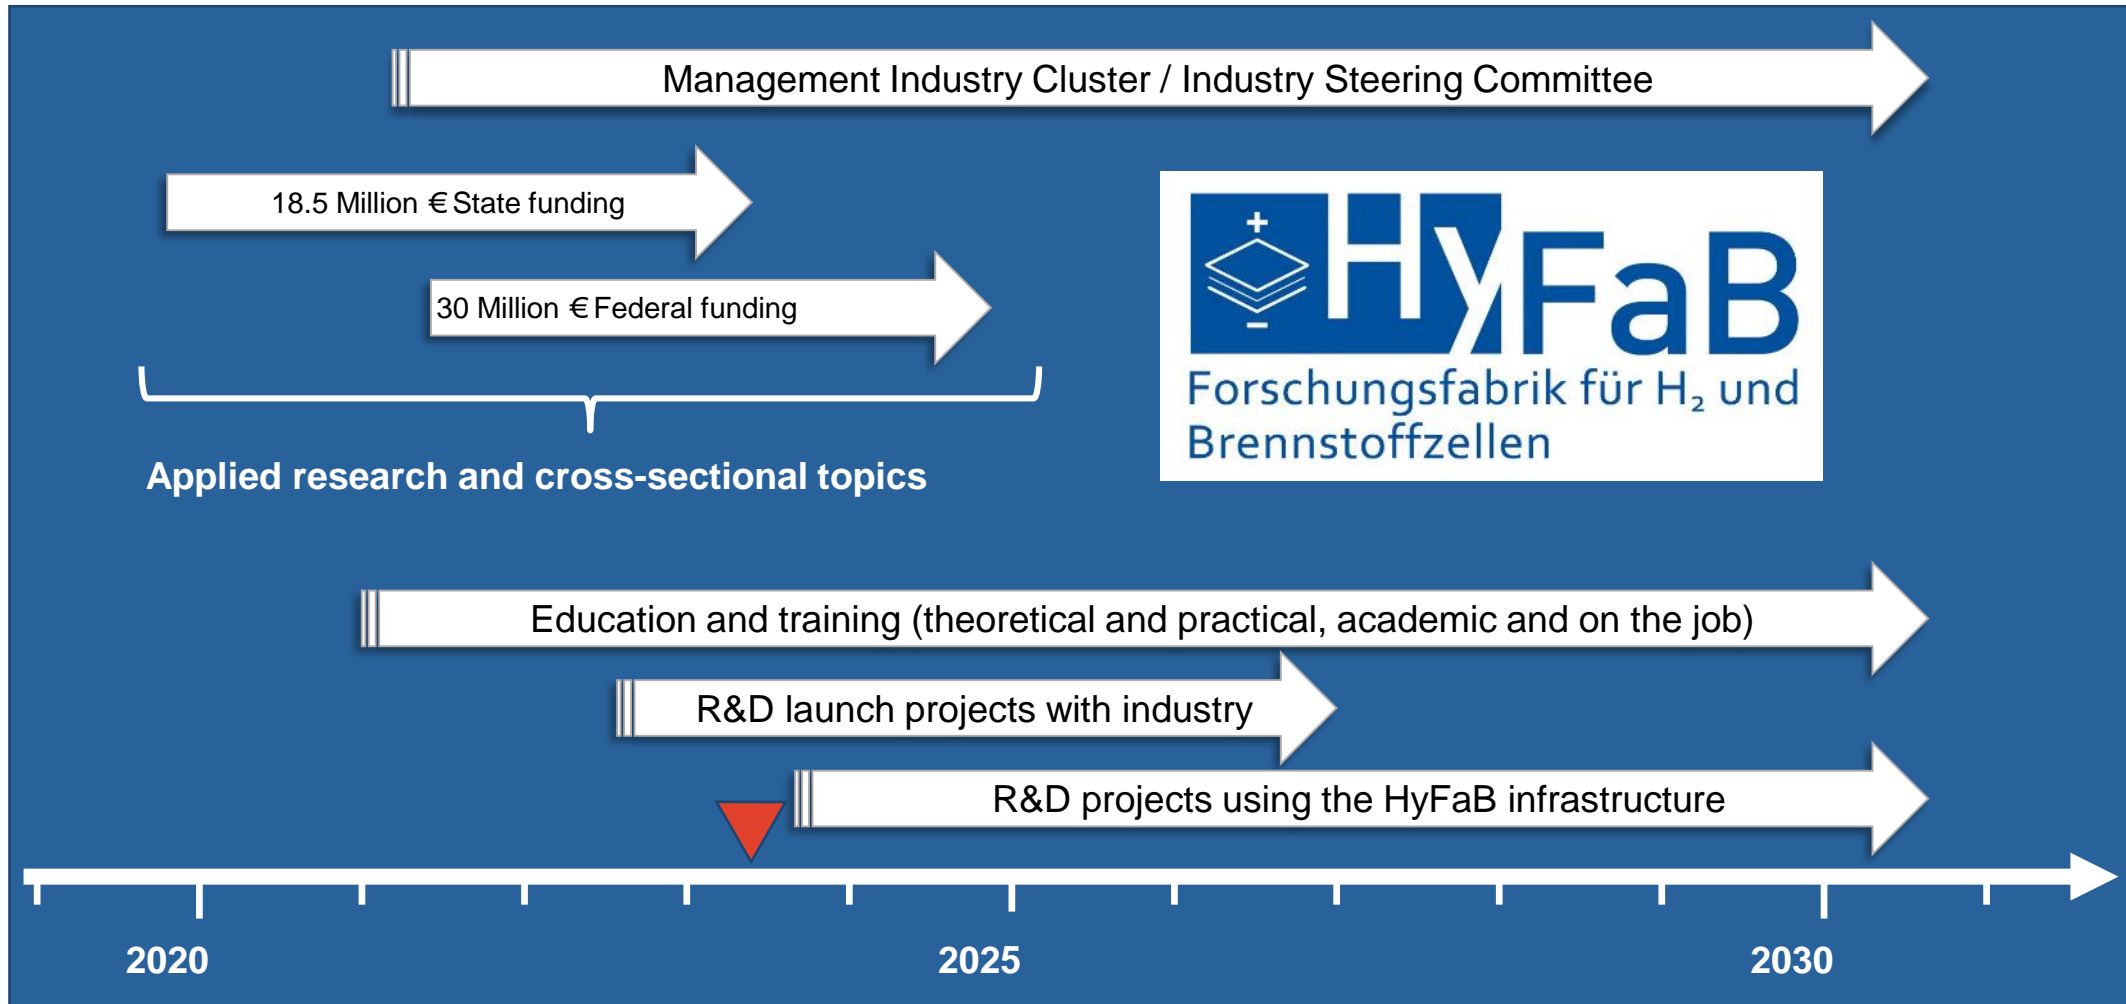 Management Industry Cluster / Industry Steering Committee
18.5 Million € State funding
30 Million € Federal funding
Applied research and cross-sectional topics
HyFaB
Forschungsfabrik für H₂ und
Brennstoffzellen
Education and training (theoretical and practical, academic and on the job)
R&D launch projects with industry
R&D projects using the HyFaB infrastructure
2020
2025
2030